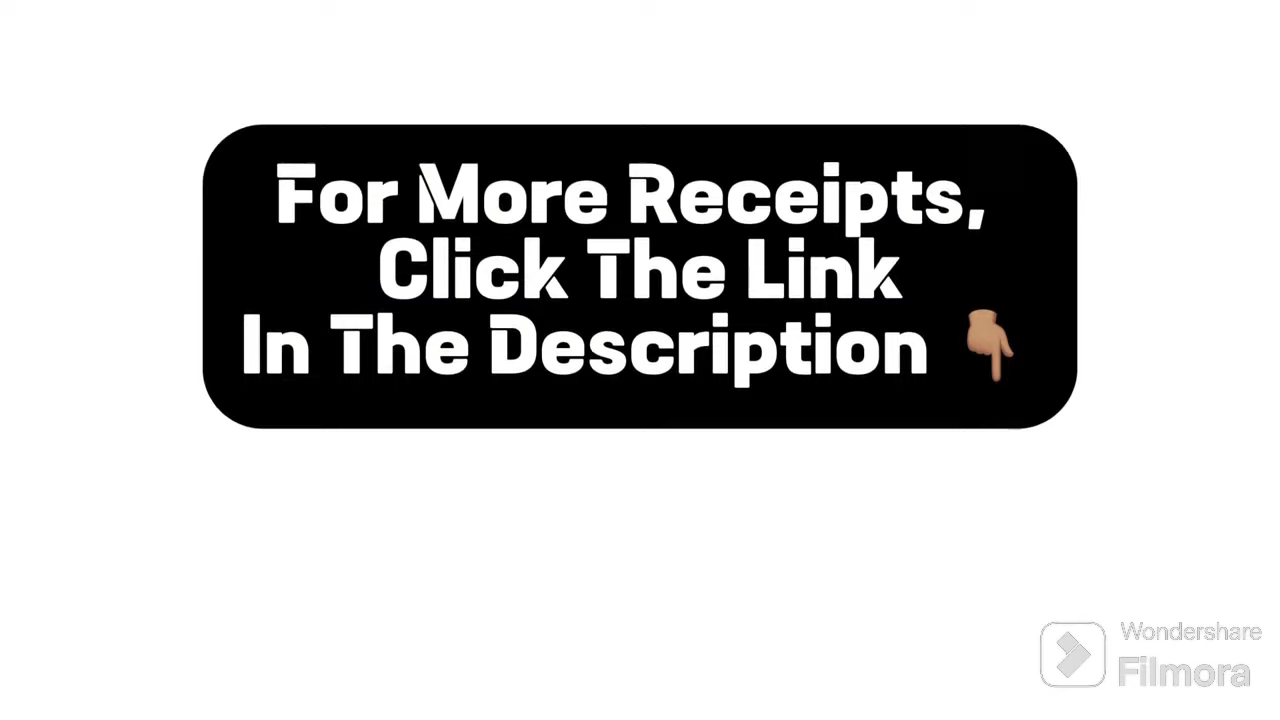 For More Receipts,
Click The Link
In The Description 👇🏽
Wondershare
Filmora